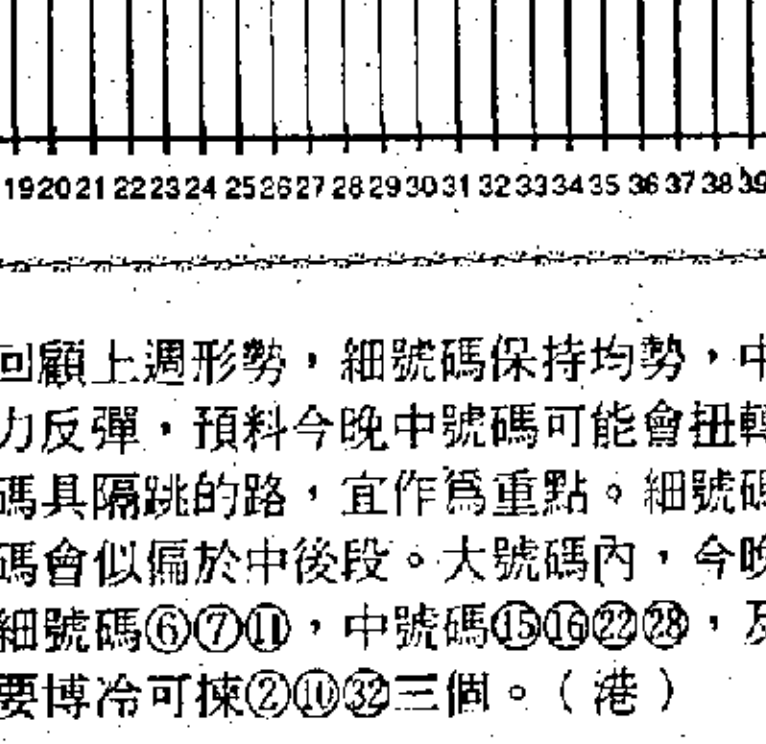 19 20 21 22 23 24 25 26 27 28 29 30 31 32 33 34 35 36 37 38 39
回顧上週形勢，細號碼保持均勢，中
力反彈，預料今晚中號碼可能會扭轉
碼具隔跳的路，宜作爲重點。細號碼
碼會似偏於中後段。大號碼內，今晚
細號碼⑥⑦⑪，中號碼⑮⑯㉒㉘，及
要博冷可揀②⑩㉜三個。（港）